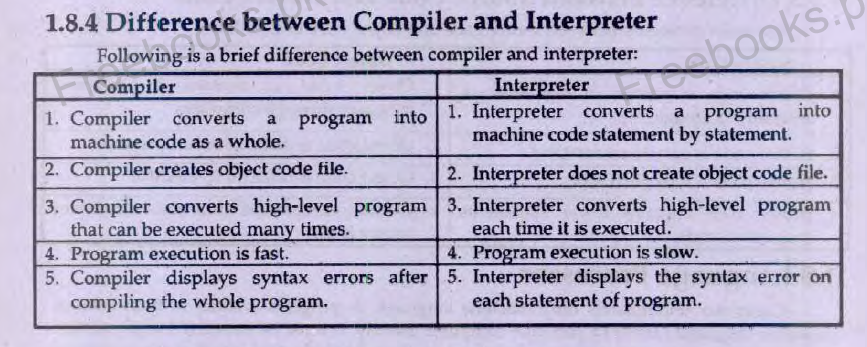 1.8.4 Difference between Compiler and Interpreter
Following is a brief difference between compiler and interpreter:
Compiler
Interpreter
1. Compiler converts a program into
machine code as a whole.
1. Interpreter converts a program into
machine code statement by statement.
2. Compiler creates object code file.
2. Interpreter does not create object code file.
3. Compiler converts high-level program
that can be executed many times.
3. Interpreter converts high-level program
each time it is executed.
4. Program execution is fast.
4. Program execution is slow.
5. Compiler displays syntax errors after
compiling the whole program.
5. Interpreter displays the syntax error on
each statement of program.
Freebooks.pk
Freebooks.p